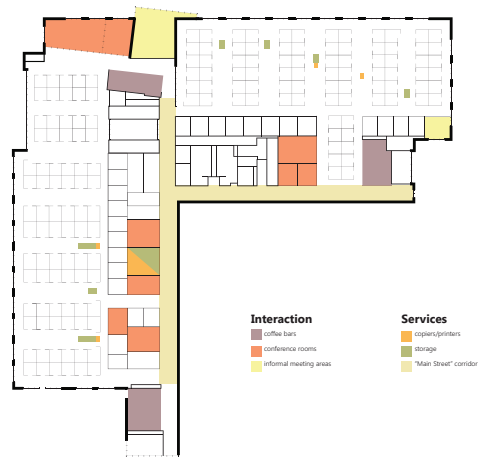 Interaction
coffee bars
conference rooms
informal meeting areas
Services
copiers/printers
storage
"Main Street" corridor